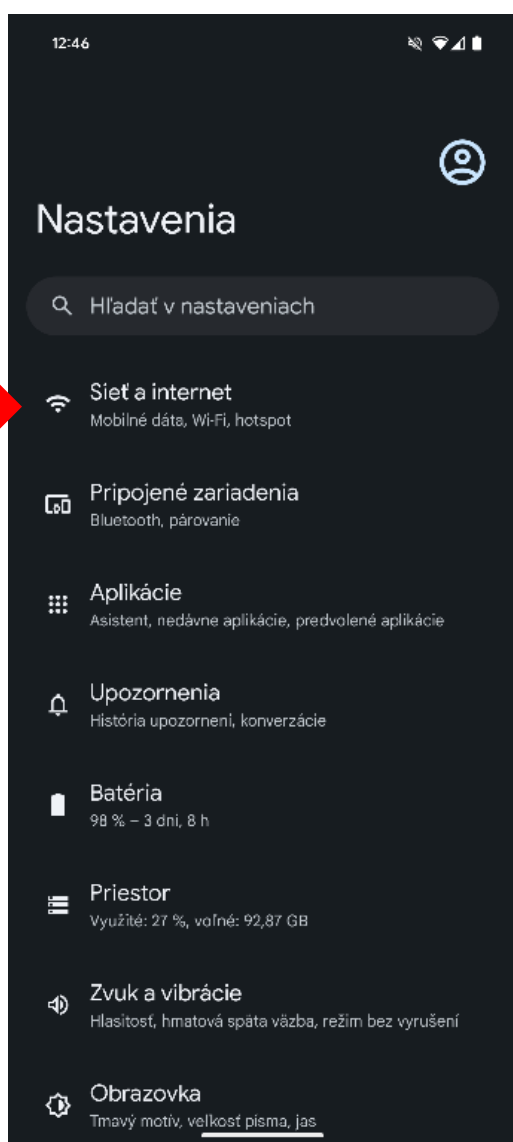 12:46
Nastavenia
Hľadať v nastaveniach
Sieť a internet
Mobilné dáta, Wi-Fi, hotspot
Pripojené zariadenia
Bluetooth, párovanie
Aplikácie
Asistent, nedávne aplikácie, predvolené aplikácie
Upozornenia
História upozornení, konverzácie
Batéria
98 % – 3 dni, 8 h
Priestor
Využité: 27 %, voľné: 92,87 GB
Zvuk a vibrácie
Hlasitosť, hmatová spätá väzba, režim bez vyrušení
Obrazovka
Tmavý motív, veľkosť písma, jas